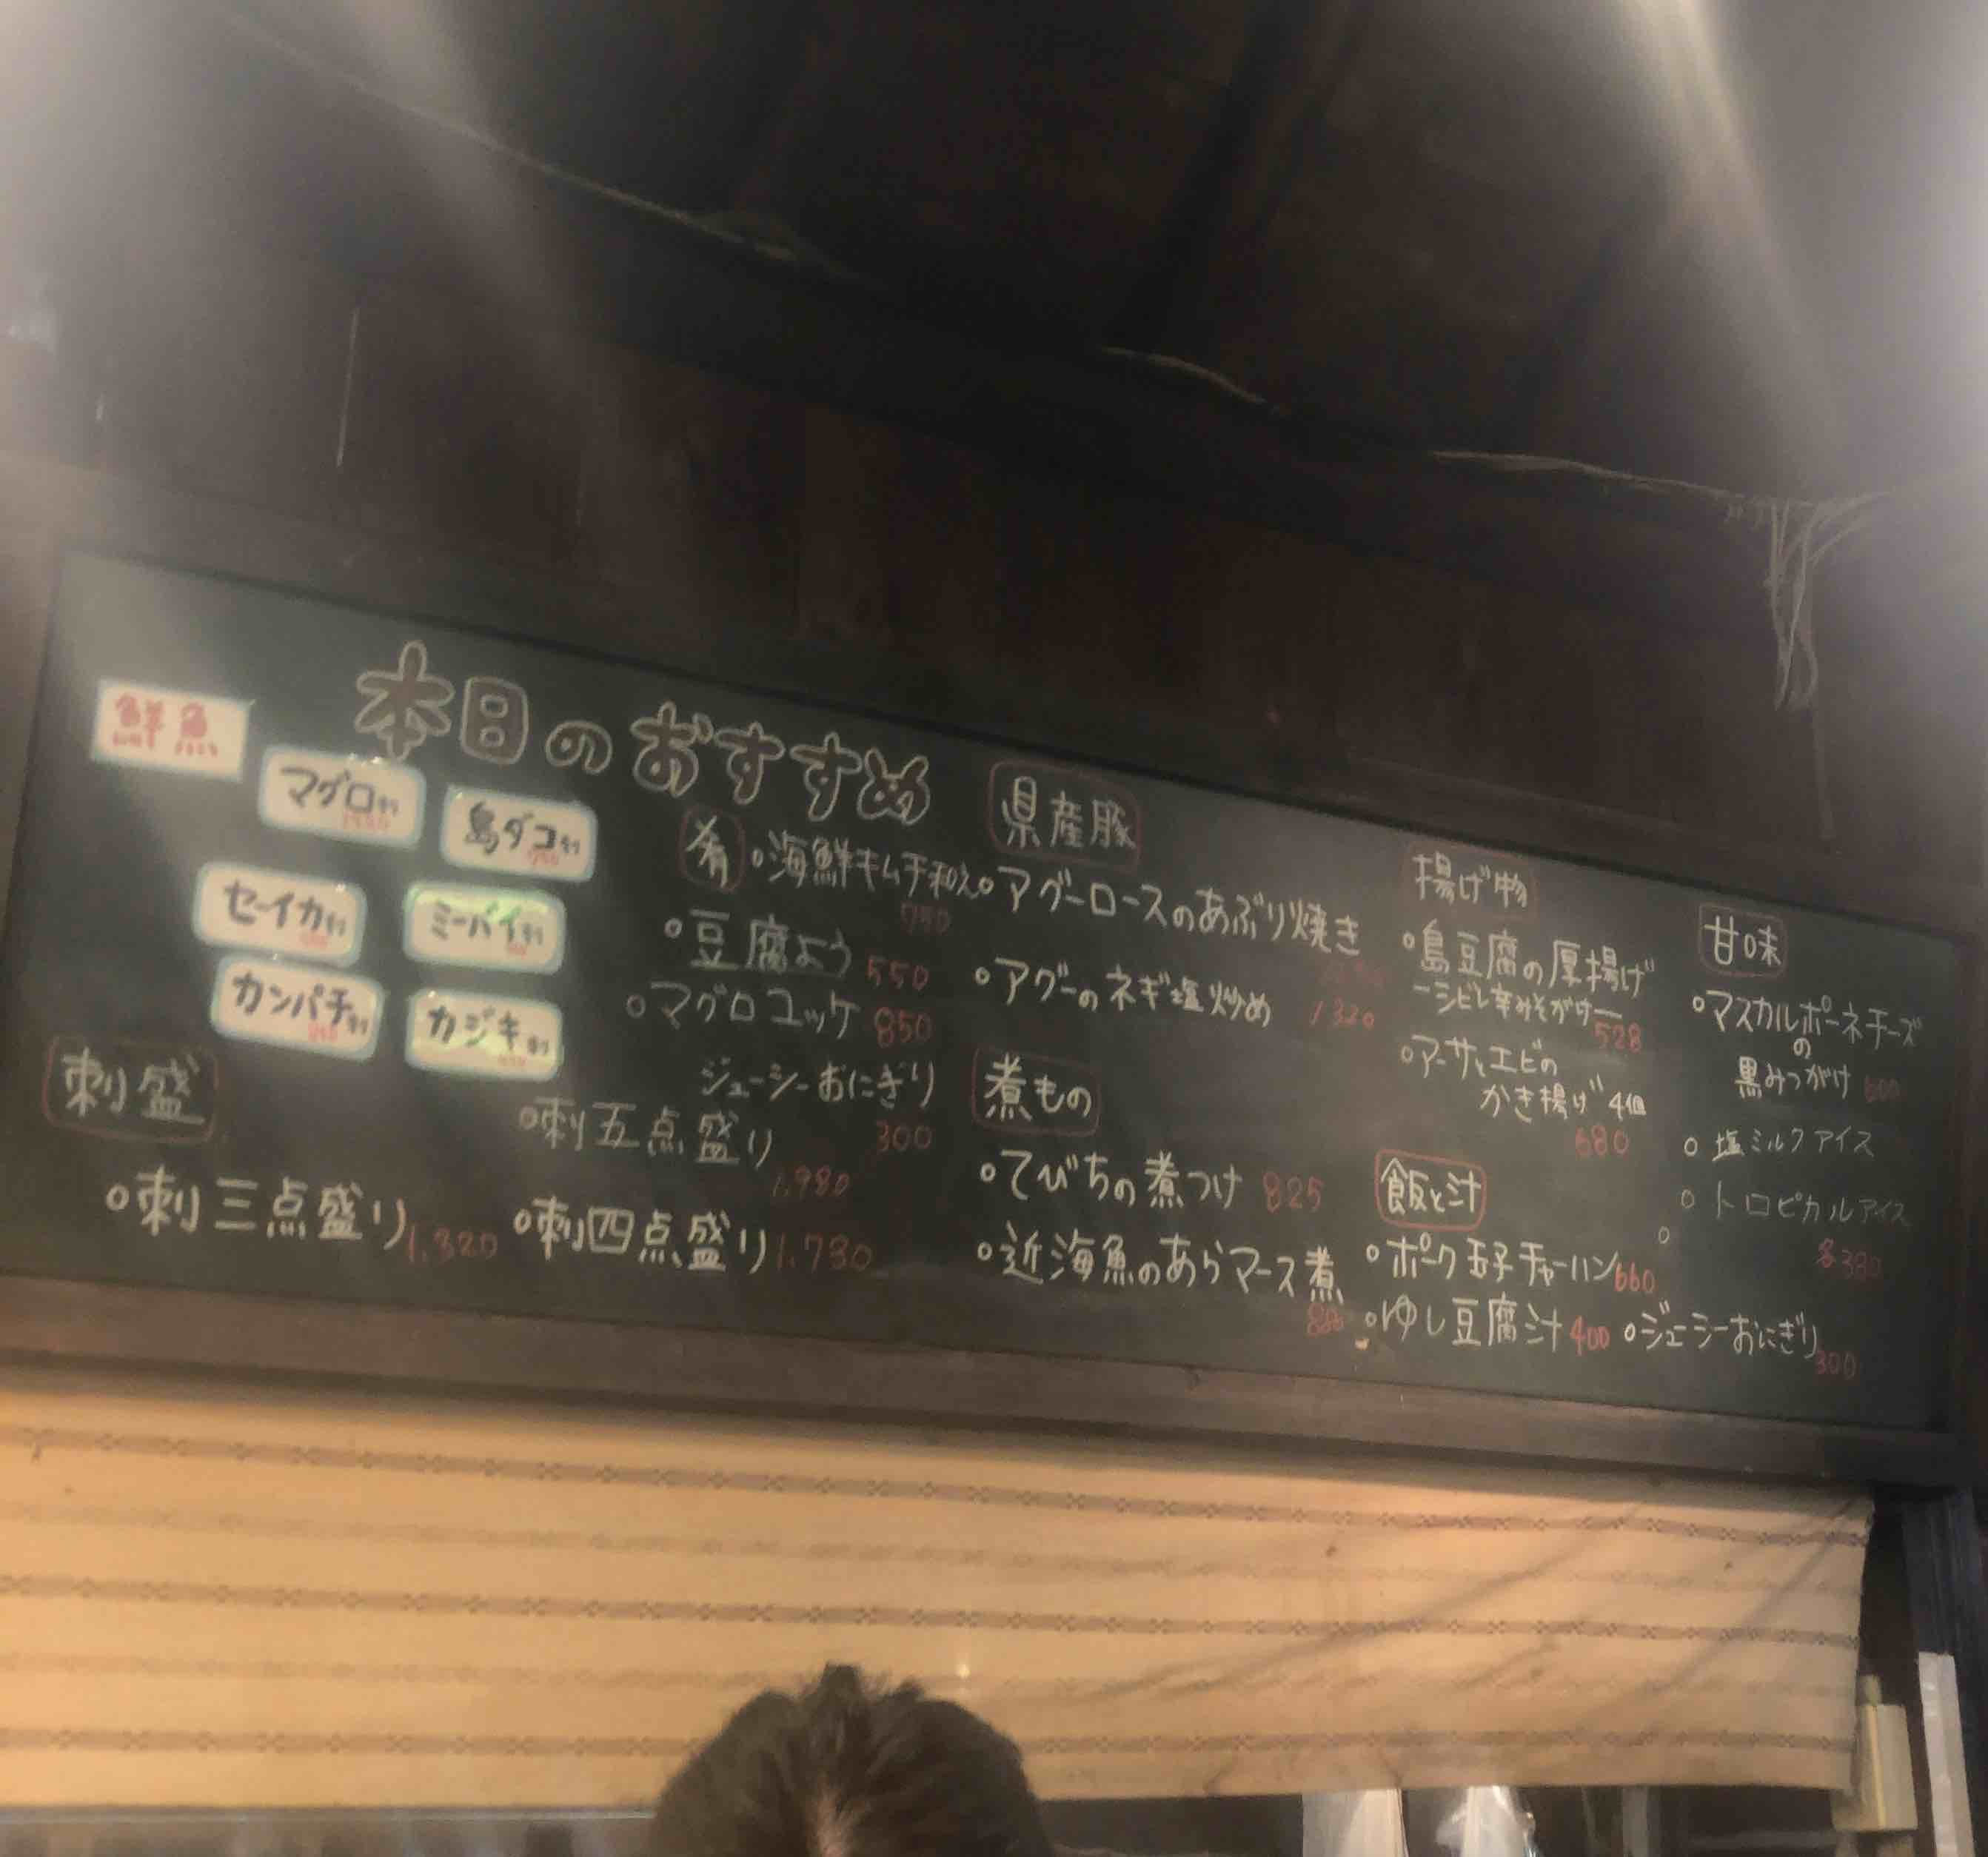 本日のおすすめ
鮮魚
マグロ刺
島ダコ刺
セーイカ刺
ミーバイ刺
カンパチ刺
カジキ刺
刺盛
○刺三点盛り 1,320
○刺四点盛り 1,780
○刺五点盛り
1,980
肴
○海鮮キムチ和え
○豆腐よう 550
○マグロユッケ 850
ジューシーおにぎり
300
県産豚
○アグーロースのあぶり焼き
○アグーのネギ塩炒め 1320
煮もの
○てびちの煮つけ 825
○近海魚のあらマース煮
揚げ物
○島豆腐の厚揚げ
ーシビレ辛みそがけー
528
○アーサとエビの
かき揚げ 4個
680
飯と汁
○ポーク玉子チャーハン 660
○ゆし豆腐汁 400
○ジューシーおにぎり
300
甘味
○マスカルポーネチーズ
の
黒みつがけ 600
○塩ミルクアイス
○トロピカルアイス
各380